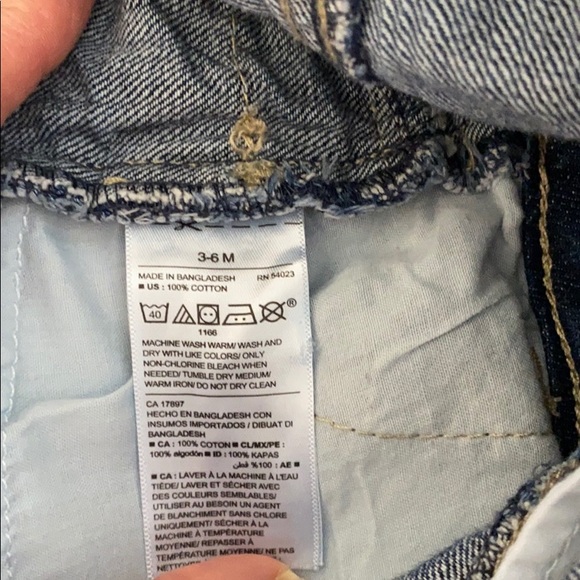 3-6 M
MADE IN BANGLADESH RN 54023
■ US : 100% COTTON
40 ®
1166
MACHINE WASH WARM/ WASH AND
DRY WITH LIKE COLORS/ ONLY
NON-CHLORINE BLEACH WHEN
NEEDED/ TUMBLE DRY MEDIUM/
WARM IRON/ DO NOT DRY CLEAN
CA 17897
HECHO EN BANGLADESH CON
INSUMOS IMPORTADOS / DIBUAT DI
BANGLADESH
■ CA : 100% COTON ■ CL/MX/PE :
100% algodón ■ ID : 100% KAPAS
■ AE : 100% قطن
■ CA : LAVER À LA MACHINE À L'EAU
TIÈDE/ LAVER ET SÉCHER AVEC
DES COULEURS SEMBLABLES/
UTILISER AU BESOIN UN AGENT
DE BLANCHIMENT SANS CHLORE
UNIQUEMENT/ SÉCHER À LA
MACHINE À TEMPÉRATURE
MOYENNE/ REPASSER À
TEMPÉRATURE MOYENNE/ NE PAS
NETTOYER